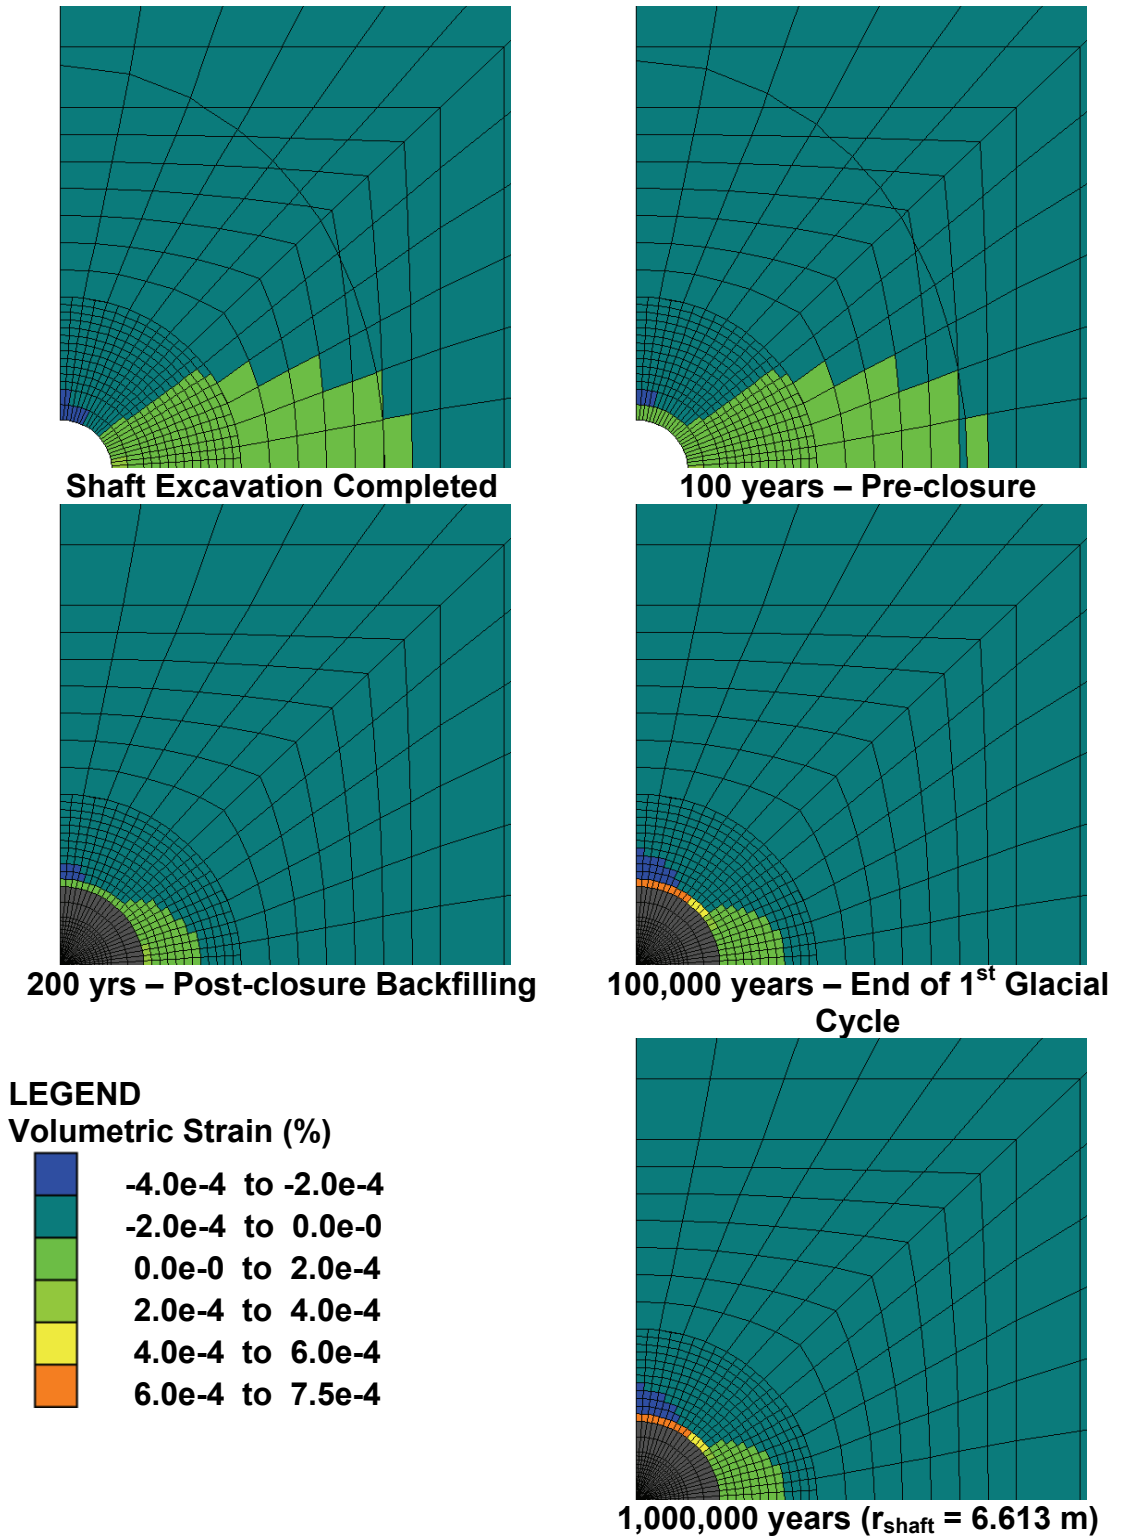 Shaft Excavation Completed
100 years – Pre-closure
200 yrs – Post-closure Backfilling
100,000 years – End of 1st Glacial
Cycle
LEGEND
Volumetric Strain (%)
-4.0e-4 to -2.0e-4
-2.0e-4 to 0.0e-0
0.0e-0 to 2.0e-4
2.0e-4 to 4.0e-4
4.0e-4 to 6.0e-4
6.0e-4 to 7.5e-4
1,000,000 years (rshaft = 6.613 m)